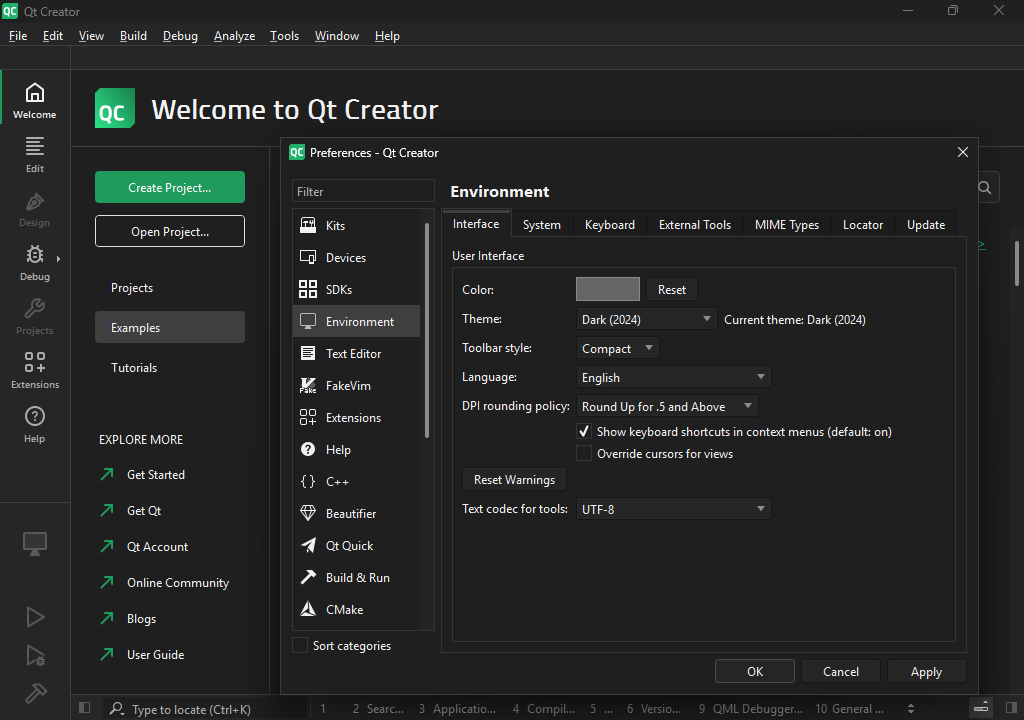 QC Qt Creator
File Edit View Build Debug Analyze Tools Window Help
Welcome
Edit
Design
Debug
Projects
Extensions
Help
QC Welcome to Qt Creator
Create Project...
Open Project...
Projects
Examples
Tutorials
EXPLORE MORE
Get Started
Get Qt
Qt Account
Online Community
Blogs
User Guide
QC Preferences - Qt Creator
Filter
Kits
Devices
SDKs
Environment
Text Editor
Fake FakeVim
Extensions
Help
C++
Beautifier
Qt Quick
Build & Run
CMake
Sort categories
Environment
Interface System Keyboard External Tools MIME Types Locator Update
User Interface
Color: Reset
Theme: Dark (2024) Current theme: Dark (2024)
Toolbar style: Compact
Language: English
DPI rounding policy: Round Up for .5 and Above
Show keyboard shortcuts in context menus (default: on)
Override cursors for views
Reset Warnings
Text codec for tools: UTF-8
OK Cancel Apply
>
Type to locate (Ctrl+K) 1 2 Searc... 3 Applicatio... 4 Compil... 5 ... 6 Versio... 9 QML Debugger... 10 General ...